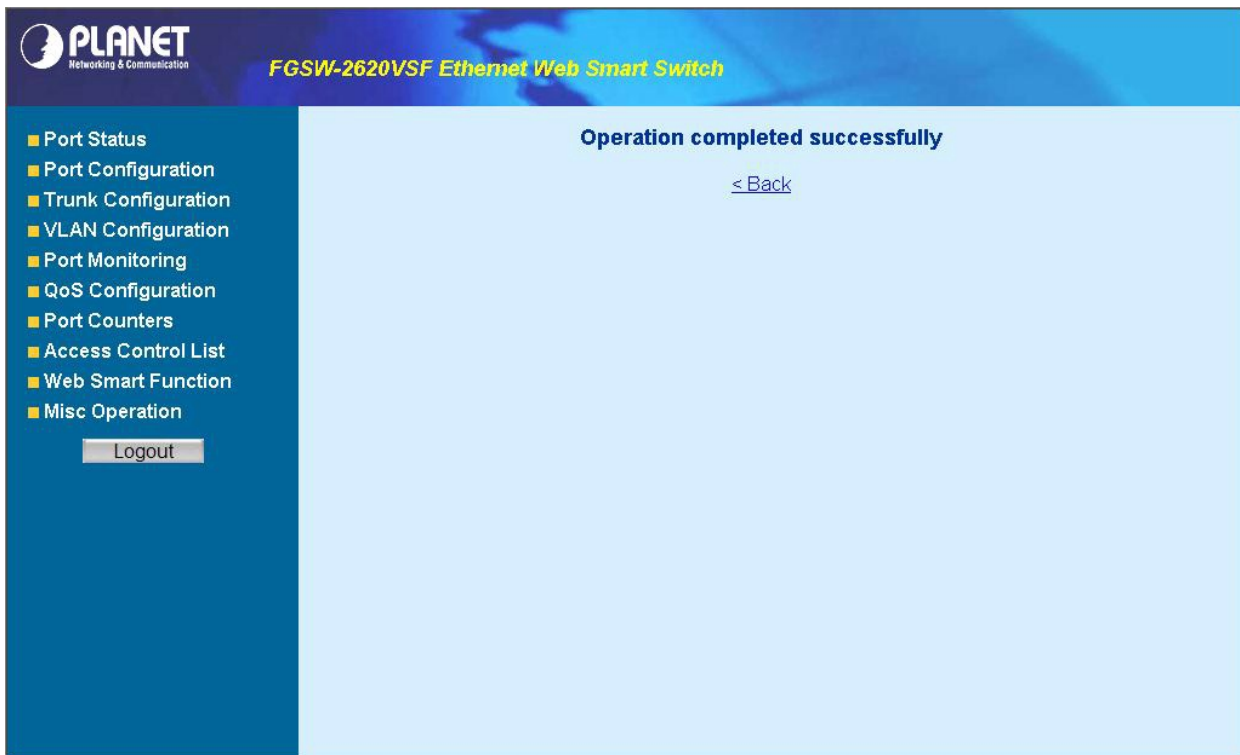 PLANET
Networking & Communication
FGSW-2620VSF Ethernet Web Smart Switch
Port Status
Port Configuration
Trunk Configuration
VLAN Configuration
Port Monitoring
QoS Configuration
Port Counters
Access Control List
Web Smart Function
Misc Operation
Logout
Operation completed successfully
< Back